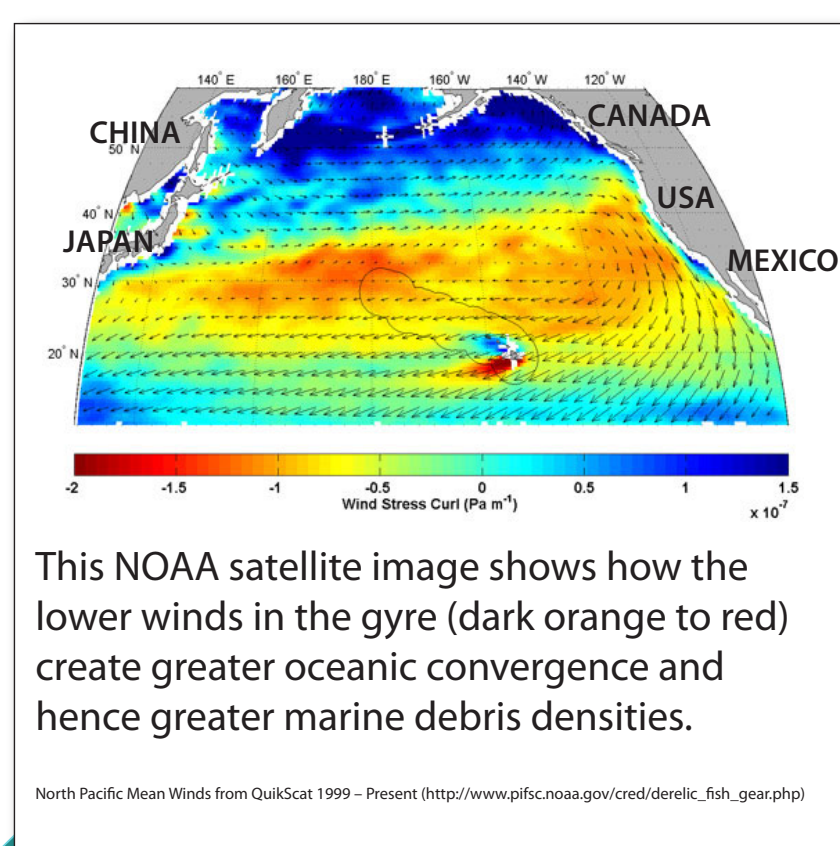 140° E 160° E 180° E 160° W 140° W 120° W
CHINA
CANADA
50° N
USA
40° N
JAPAN
MEXICO
30° N
20° N
-2 -1.5 -1 -0.5 0 0.5 1 1.5
Wind Stress Curl (Pa m⁻¹)
x 10⁻⁷
This NOAA satellite image shows how the
lower winds in the gyre (dark orange to red)
create greater oceanic convergence and
hence greater marine debris densities.
North Pacific Mean Winds from QuikScat 1999 – Present (http://www.pifsc.noaa.gov/cred/derelic_fish_gear.php)